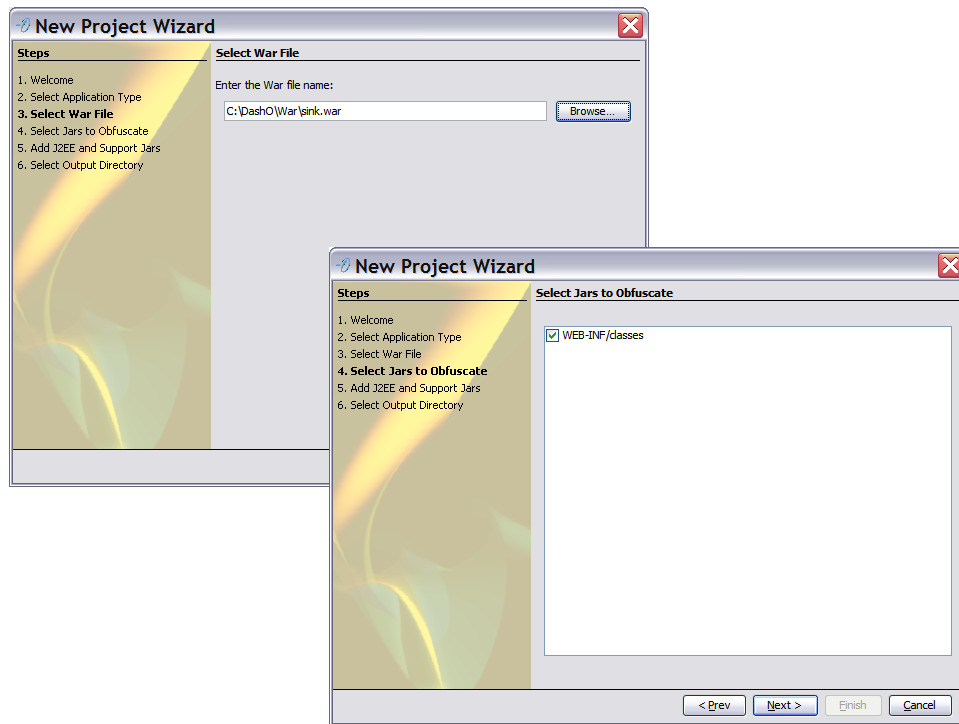 New Project Wizard
Steps
1. Welcome
2. Select Application Type
3. Select War File
4. Select Jars to Obfuscate
5. Add J2EE and Support Jars
6. Select Output Directory
Select War File
Enter the War file name:
C:\DashO\War\sink.war
Browse...
New Project Wizard
Steps
1. Welcome
2. Select Application Type
3. Select War File
4. Select Jars to Obfuscate
5. Add J2EE and Support Jars
6. Select Output Directory
Select Jars to Obfuscate
WEB-INF/classes
< Prev
Next >
Finish
Cancel